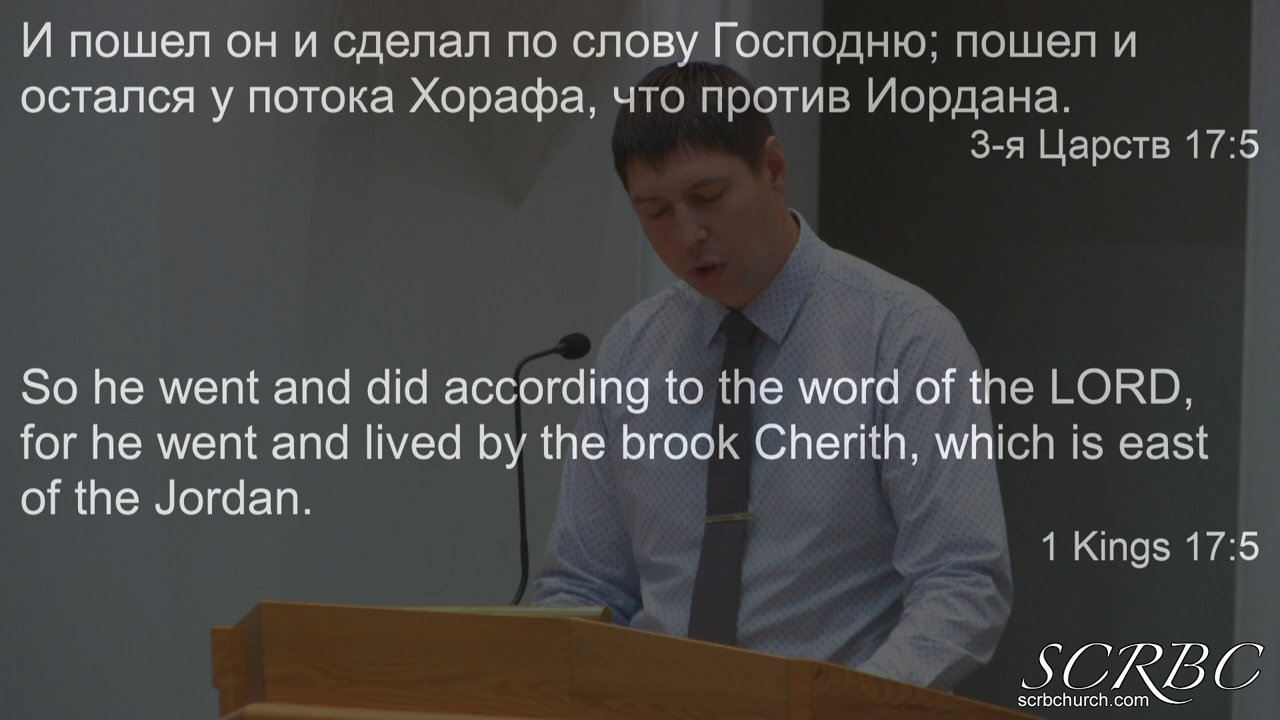 И пошел он и сделал по слову Господню; пошел и
остался у потока Хорафа, что против Иордана.
3-я Царств 17:5
So he went and did according to the word of the LORD,
for he went and lived by the brook Cherith, which is east
of the Jordan.
1 Kings 17:5
SCRBC
scrbchurch.com